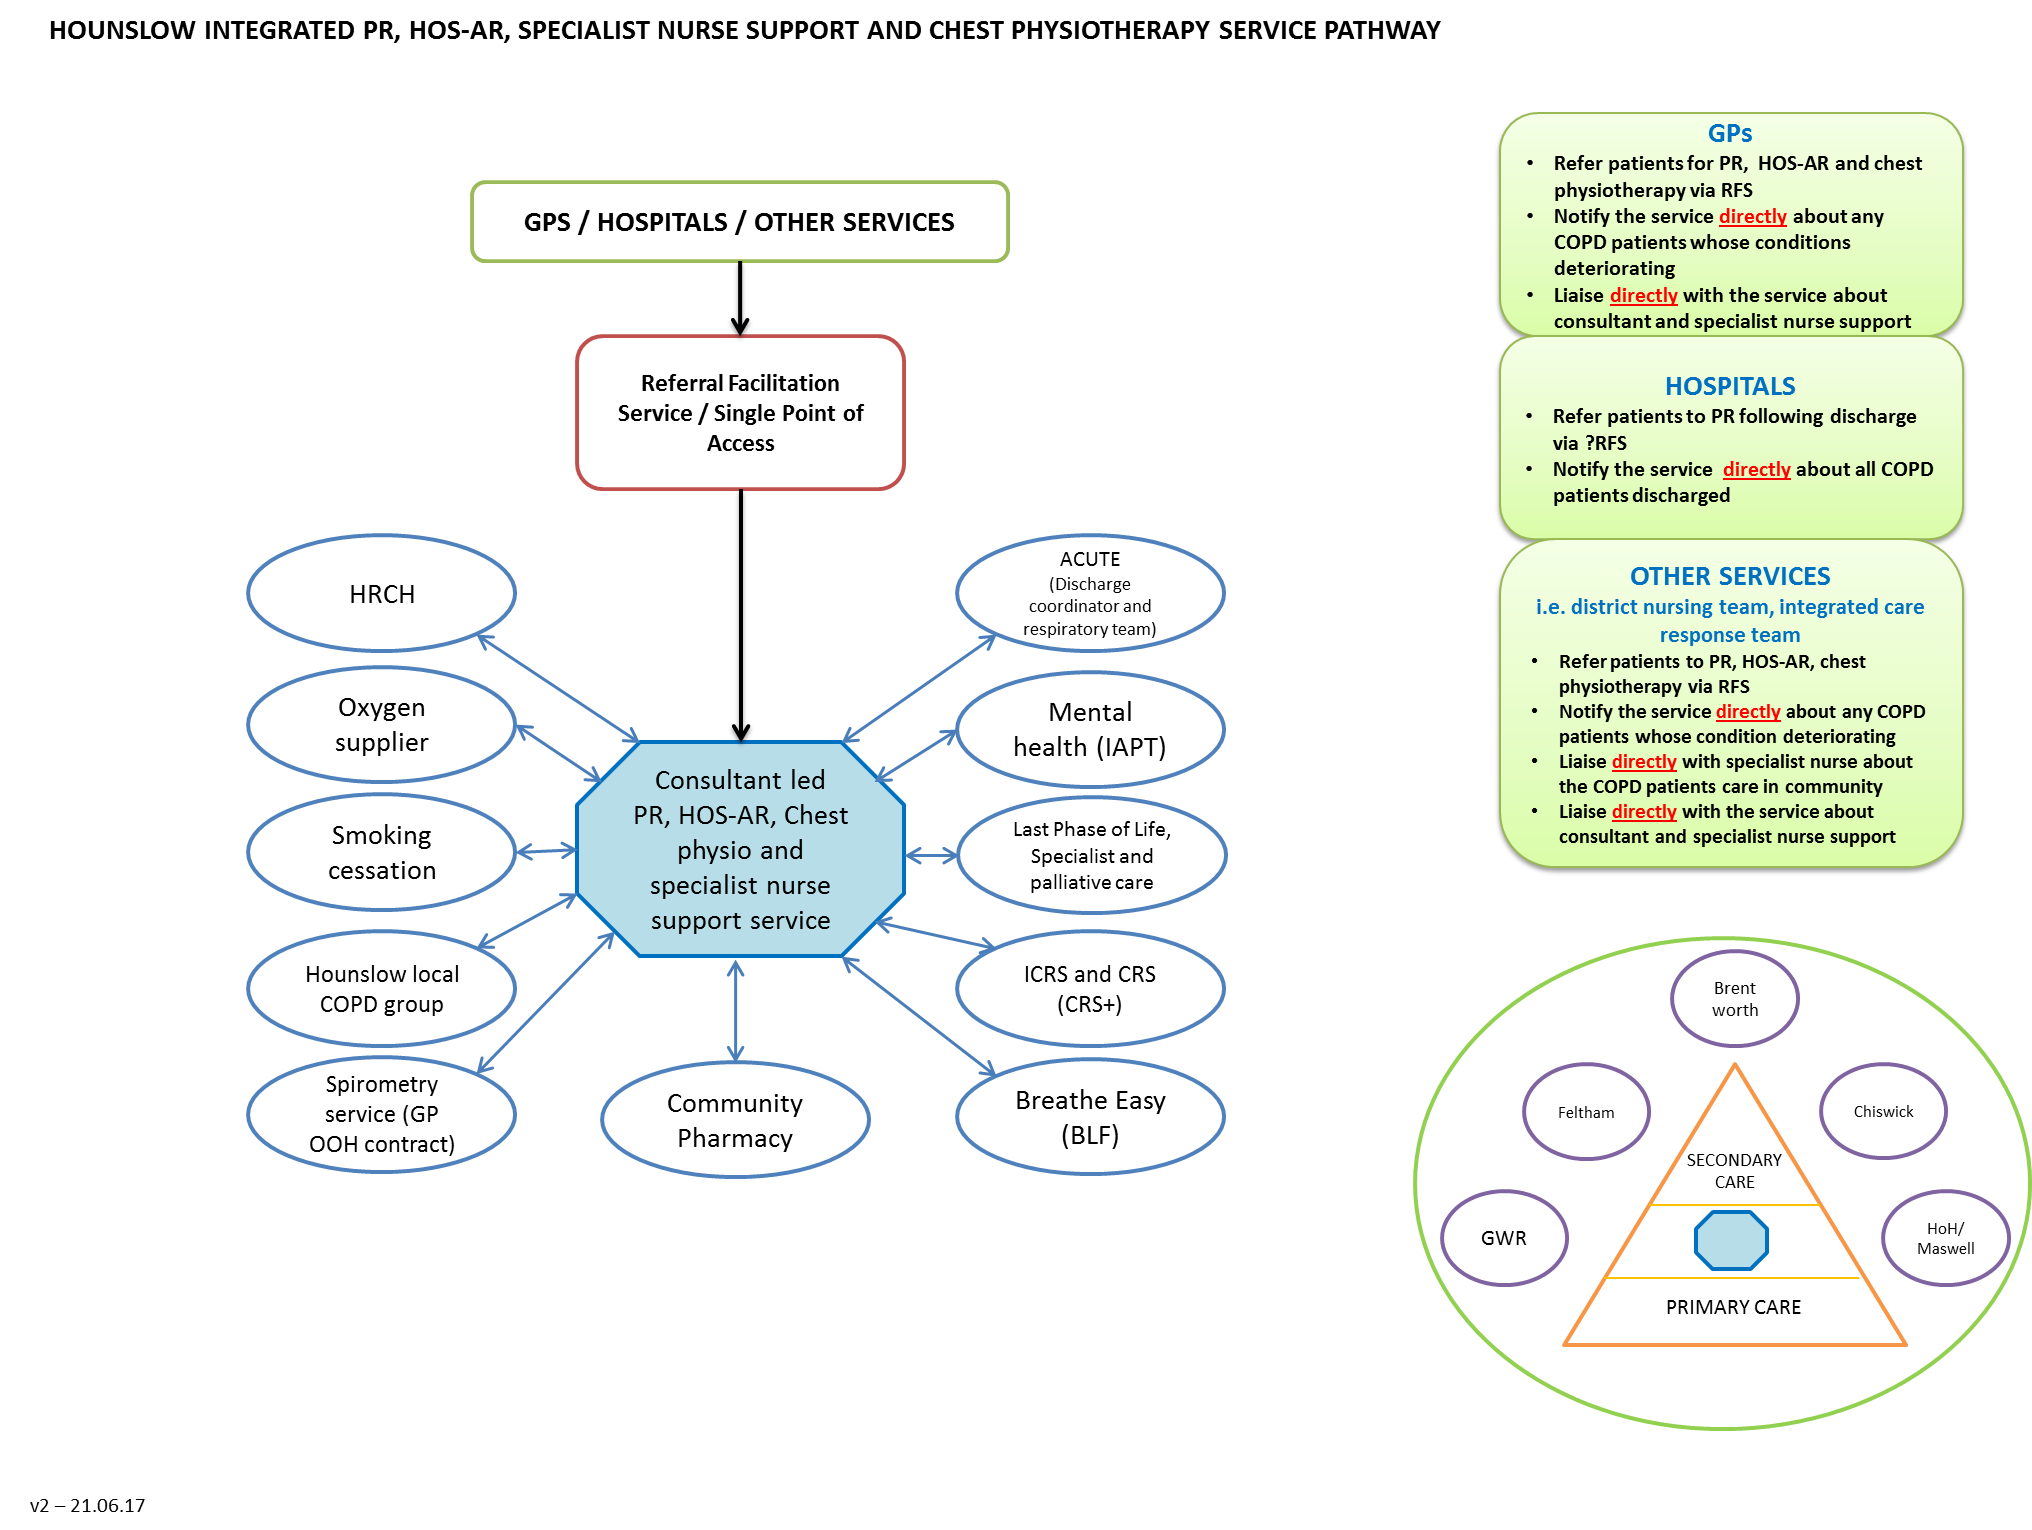 HOUNSLOW INTEGRATED PR, HOS-AR, SPECIALIST NURSE SUPPORT AND CHEST PHYSIOTHERAPY SERVICE PATHWAY
GPS / HOSPITALS / OTHER SERVICES
Referral Facilitation
Service / Single Point of
Access
HRCH
Oxygen
supplier
Smoking
cessation
Hounslow local
COPD group
Spirometry
service (GP
OOH contract)
Consultant led
PR, HOS-AR, Chest
physio and
specialist nurse
support service
Community
Pharmacy
ACUTE
(Discharge
coordinator and
respiratory team)
Mental
health (IAPT)
Last Phase of Life,
Specialist and
palliative care
ICRS and CRS
(CRS+)
Breathe Easy
(BLF)
GPs
• Refer patients for PR, HOS-AR and chest
physiotherapy via RFS
• Notify the service directly about any
COPD patients whose conditions
deteriorating
• Liaise directly with the service about
consultant and specialist nurse support
HOSPITALS
• Refer patients to PR following discharge
via ?RFS
• Notify the service directly about all COPD
patients discharged
OTHER SERVICES
i.e. district nursing team, integrated care
response team
• Refer patients to PR, HOS-AR, chest
physiotherapy via RFS
• Notify the service directly about any COPD
patients whose condition deteriorating
• Liaise directly with specialist nurse about
the COPD patients care in community
• Liaise directly with the service about
consultant and specialist nurse support
Brent
worth
Feltham
Chiswick
SECONDARY
CARE
GWR
HoH/
Maswell
PRIMARY CARE
v2 – 21.06.17